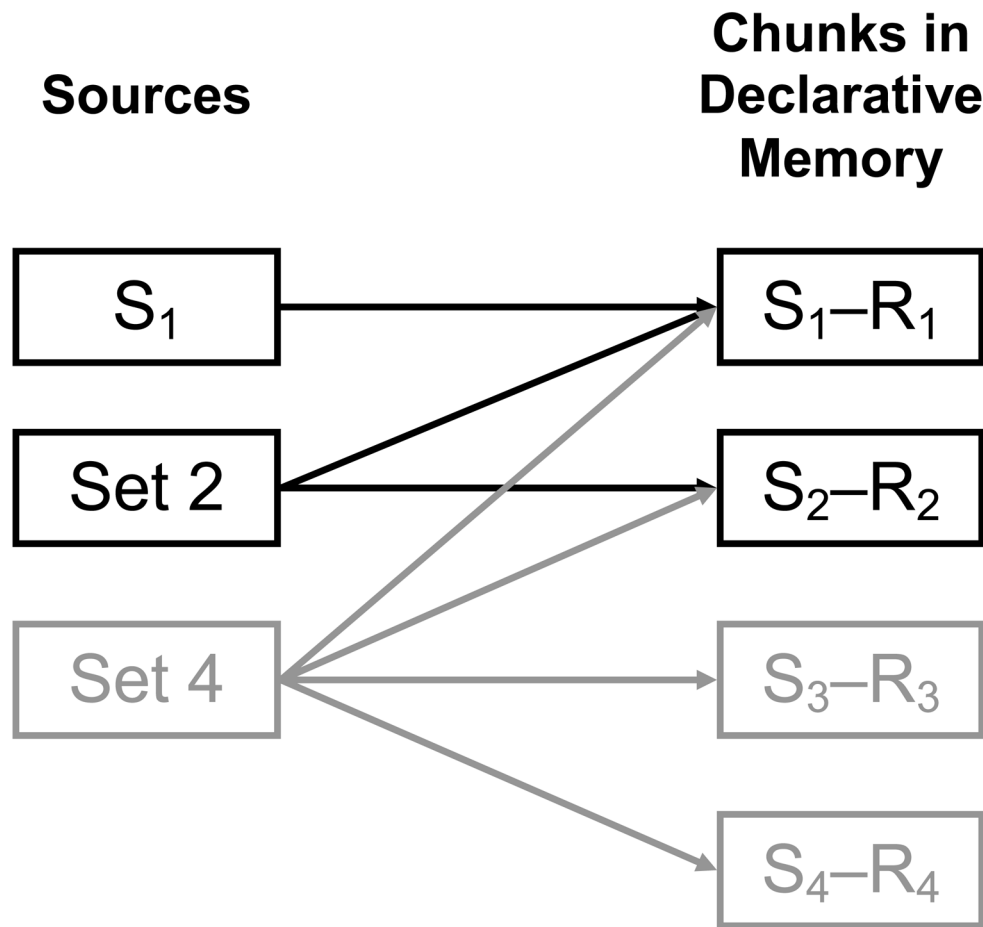 Sources
Chunks in
Declarative
Memory
S₁
S₁–R₁
Set 2
S₂–R₂
Set 4
S₃–R₃
S₄–R₄